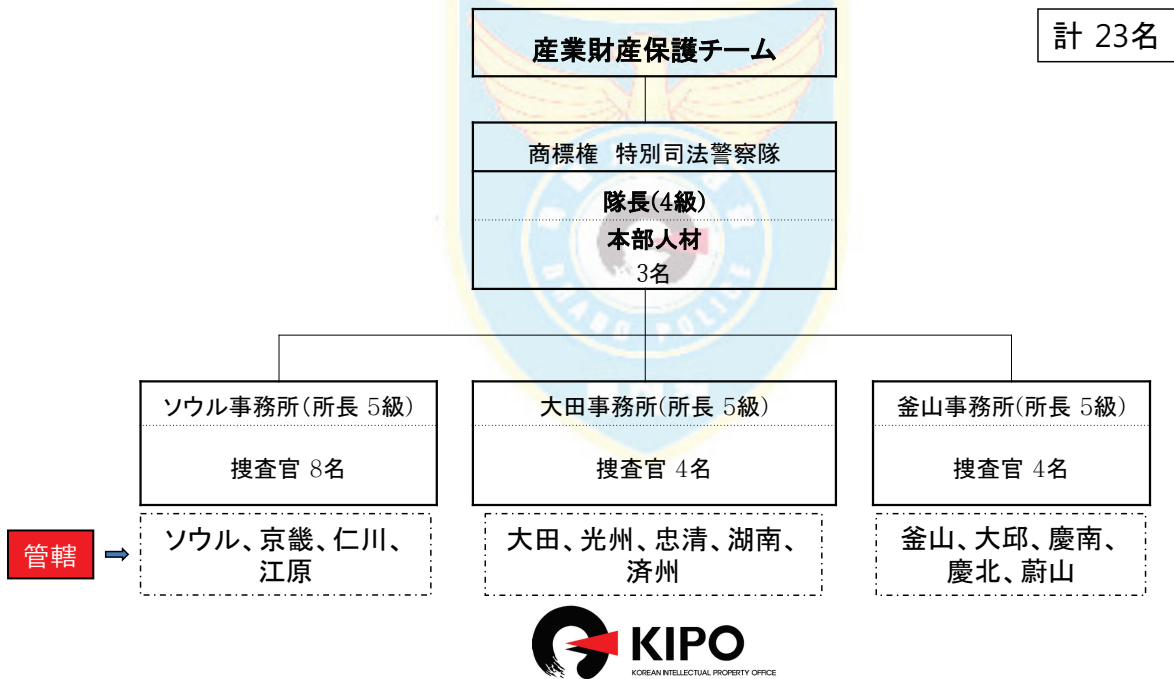 産業財産保護チーム
計 23名
商標権 特別司法警察隊
隊長(4級)
本部人材
3名
ソウル事務所(所長 5級)
捜査官 8名
大田事務所(所長 5級)
捜査官 4名
釜山事務所(所長 5級)
捜査官 4名
管轄
ソウル、京畿、仁川、
江原
大田、光州、忠清、湖南、
済州
釜山、大邱、慶南、
慶北、蔚山
KIPO
KOREAN INTELLECTUAL PROPERTY OFFICE